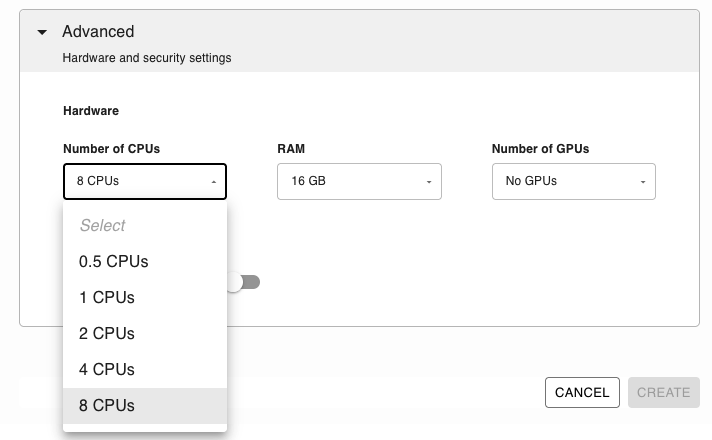 Advanced
Hardware and security settings
Hardware
Number of CPUs
RAM
Number of GPUs
8 CPUs
16 GB
No GPUs
Select
0.5 CPUs
1 CPUs
2 CPUs
4 CPUs
8 CPUs
CANCEL
CREATE